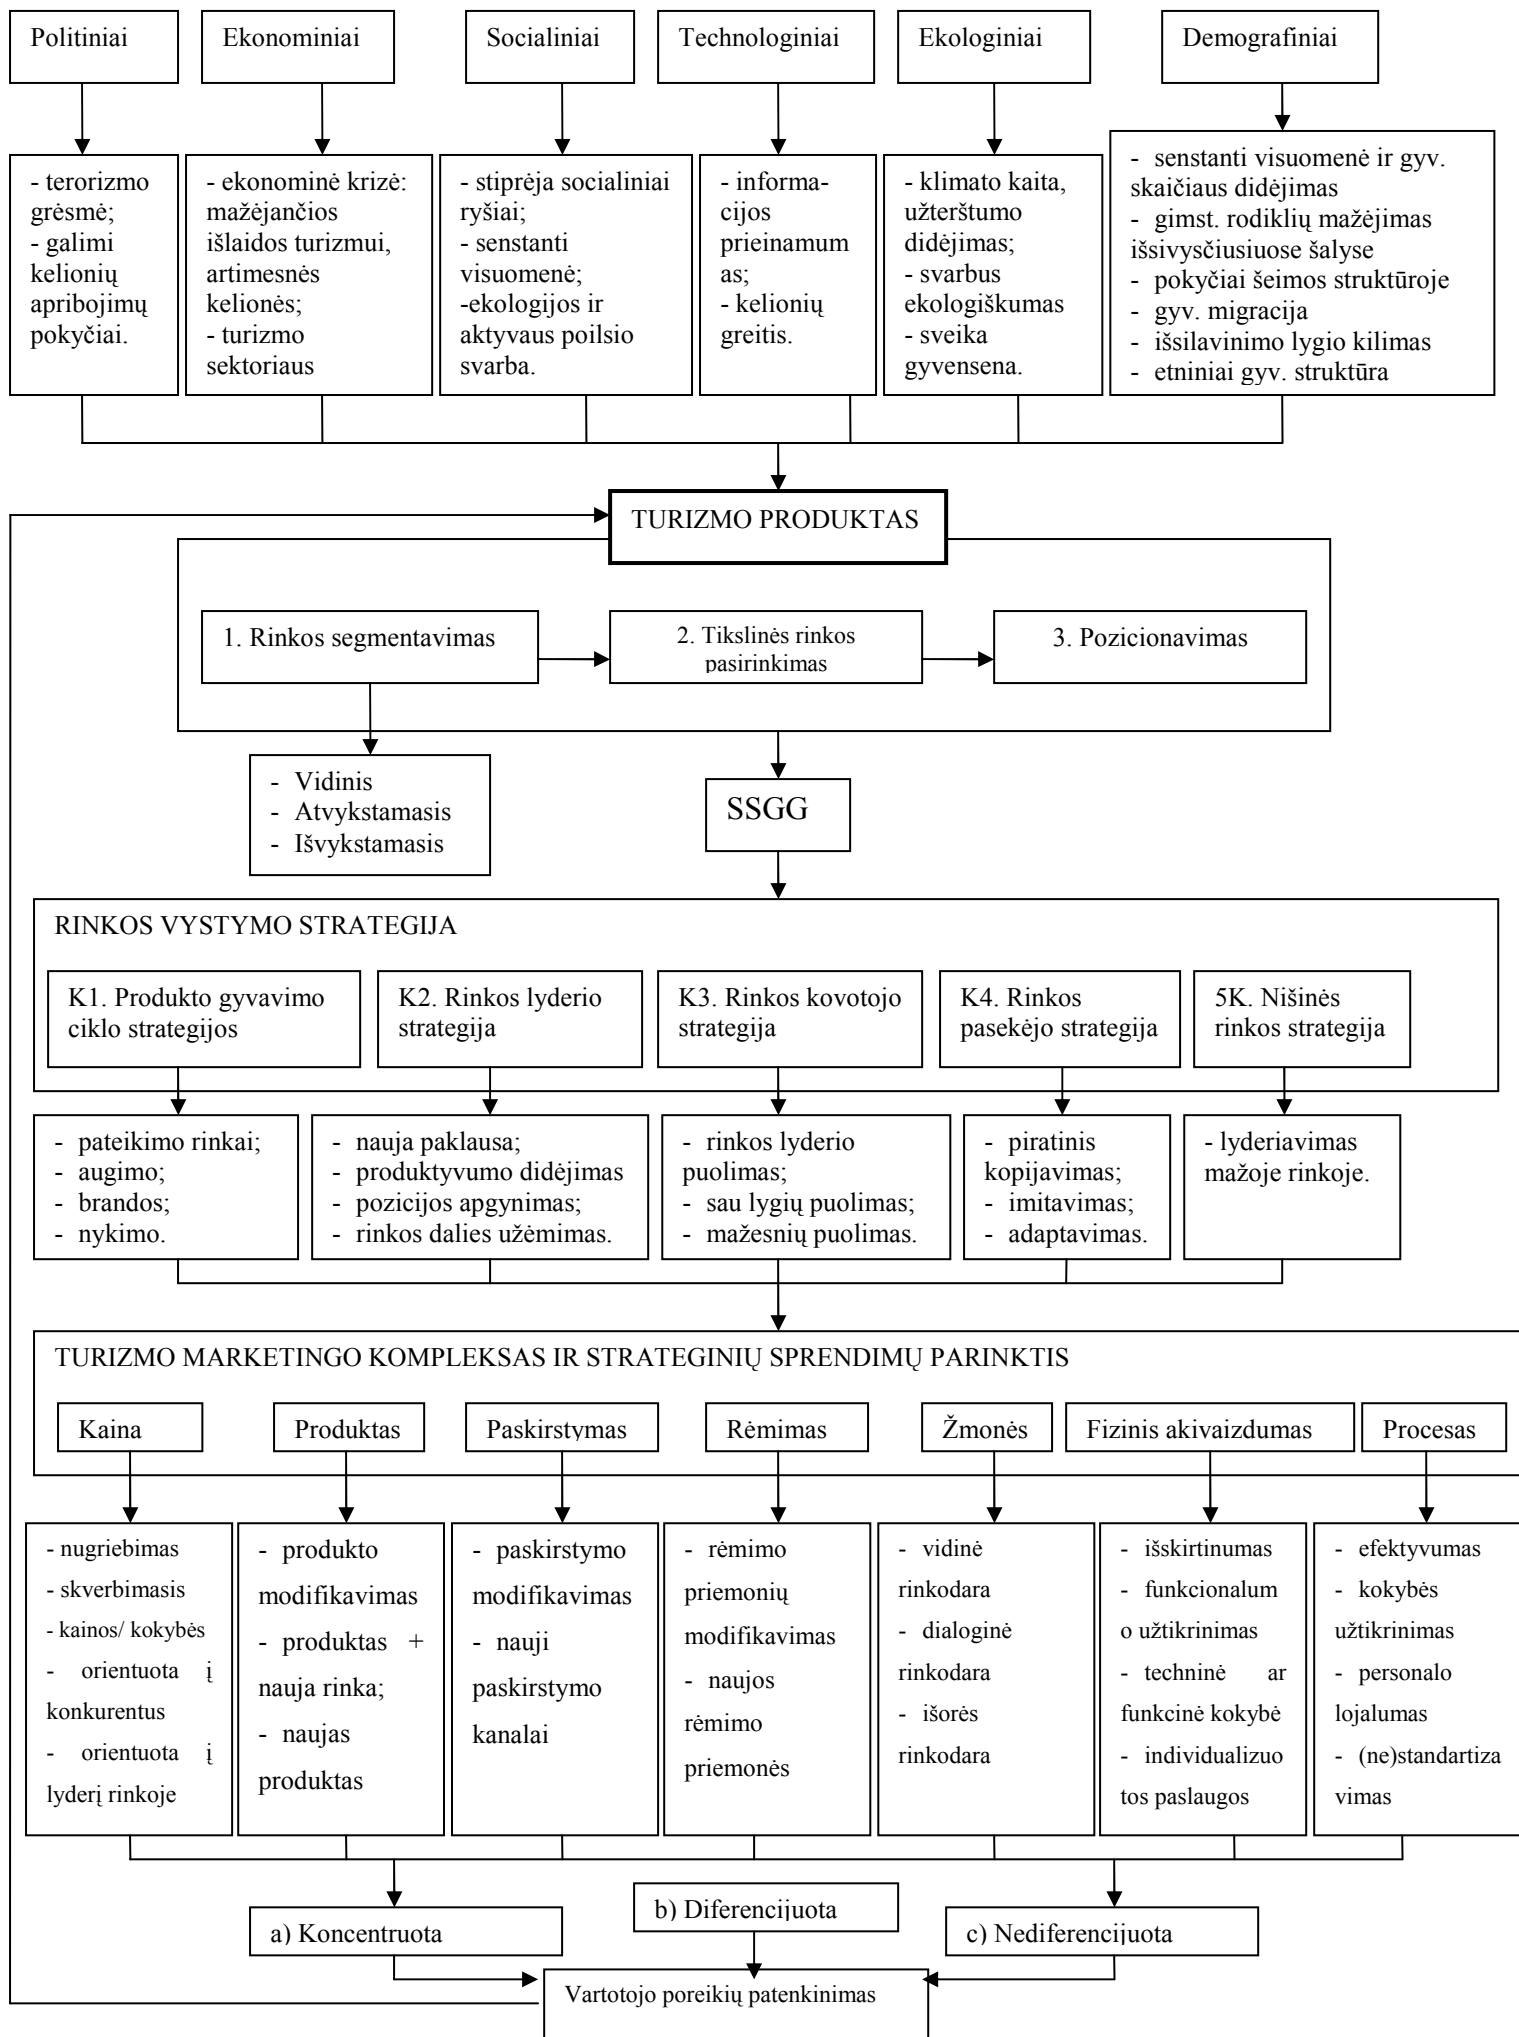 Politiniai
Ekonominiai
Socialiniai
Technologiniai
Ekologiniai
Demografiniai
- terorizmo
grėsmė;
- galimi
kelionių
apribojimų
pokyčiai.
- ekonominė krizė:
mažėjančios
išlaidos turizmui,
artimesnės
kelionės;
- turizmo
sektoriaus
- stiprėja socialiniai
ryšiai;
- senstanti
visuomenė;
-ekologijos ir
aktyvaus poilsio
svarba.
- informa-
cijos
prieinamum
as;
- kelionių
greitis.
- klimato kaita,
užterštumo
didėjimas;
- svarbus
ekologiškumas
- sveika
gyvensena.
- senstanti visuomenė ir gyv.
skaičiaus didėjimas
- gimst. rodiklių mažėjimas
išsivysčiusiuose šalyse
- pokyčiai šeimos struktūroje
- gyv. migracija
- išsilavinimo lygio kilimas
- etniniai gyv. struktūra
TURIZMO PRODUKTAS
1. Rinkos segmentavimas
2. Tikslinės rinkos
pasirinkimas
3. Pozicionavimas
- Vidinis
- Atvykstamasis
- Išvykstamasis
SSGG
RINKOS VYSTYMO STRATEGIJA
K1. Produkto gyvavimo
ciklo strategijos
K2. Rinkos lyderio
strategija
K3. Rinkos kovotojo
strategija
K4. Rinkos
pasekėjo strategija
5K. Nišinės
rinkos strategija
- pateikimo rinkai;
- augimo;
- brandos;
- nykimo.
- nauja paklausa;
- produktyvumo didėjimas
- pozicijos apgynimas;
- rinkos dalies užėmimas.
- rinkos lyderio
puolimas;
- sau lygių puolimas;
- mažesnių puolimas.
- piratinis
kopijavimas;
- imitavimas;
- adaptavimas.
- lyderiavimas
mažoje rinkoje.
TURIZMO MARKETINGO KOMPLEKSAS IR STRATEGINIŲ SPRENDIMŲ PARINKTIS
Kaina
Produktas
Paskirstymas
Rėmimas
Žmonės
Fizinis akivaizdumas
Procesas
- nugriebimas
- skverbimasis
- kainos/ kokybės
- orientuota į
konkurentus
- orientuota į
lyderį rinkoje
- produkto
modifikavimas
- produktas +
nauja rinka;
- naujas
produktas
- paskirstymo
modifikavimas
- nauji
paskirstymo
kanalai
- rėmimo
priemonių
modifikavimas
- naujos
rėmimo
priemonės
- vidinė
rinkodara
- dialoginė
rinkodara
- išorės
rinkodara
- išskirtinumas
- funkcionalum
o užtikrinimas
- techninė ar
funkcinė kokybė
- individualizuo
tos paslaugos
- efektyvumas
- kokybės
užtikrinimas
- personalo
lojalumas
- (ne)standartiza
vimas
a) Koncentruota
b) Diferencijuota
c) Nediferencijuota
Vartotojo poreikių patenkinimas